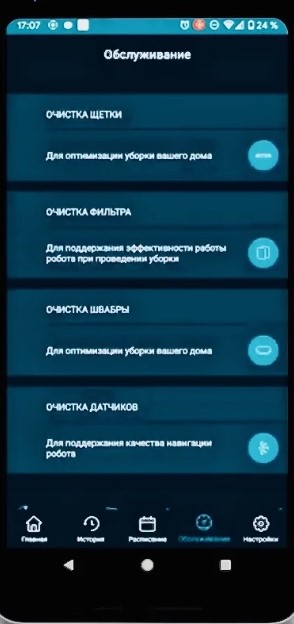 17:07
24 %
Обслуживание
ОЧИСТКА ЩЕТКИ
Для оптимизации уборки вашего дома
ОЧИСТКА ФИЛЬТРА
Для поддержания эффективности работы
робота при проведении уборки
ОЧИСТКА ШВАБРЫ
Для оптимизации уборки вашего дома
ОЧИСТКА ДАТЧИКОВ
Для поддержания качества навигации
робота
Главная История Расписание Обслуживание Настройки